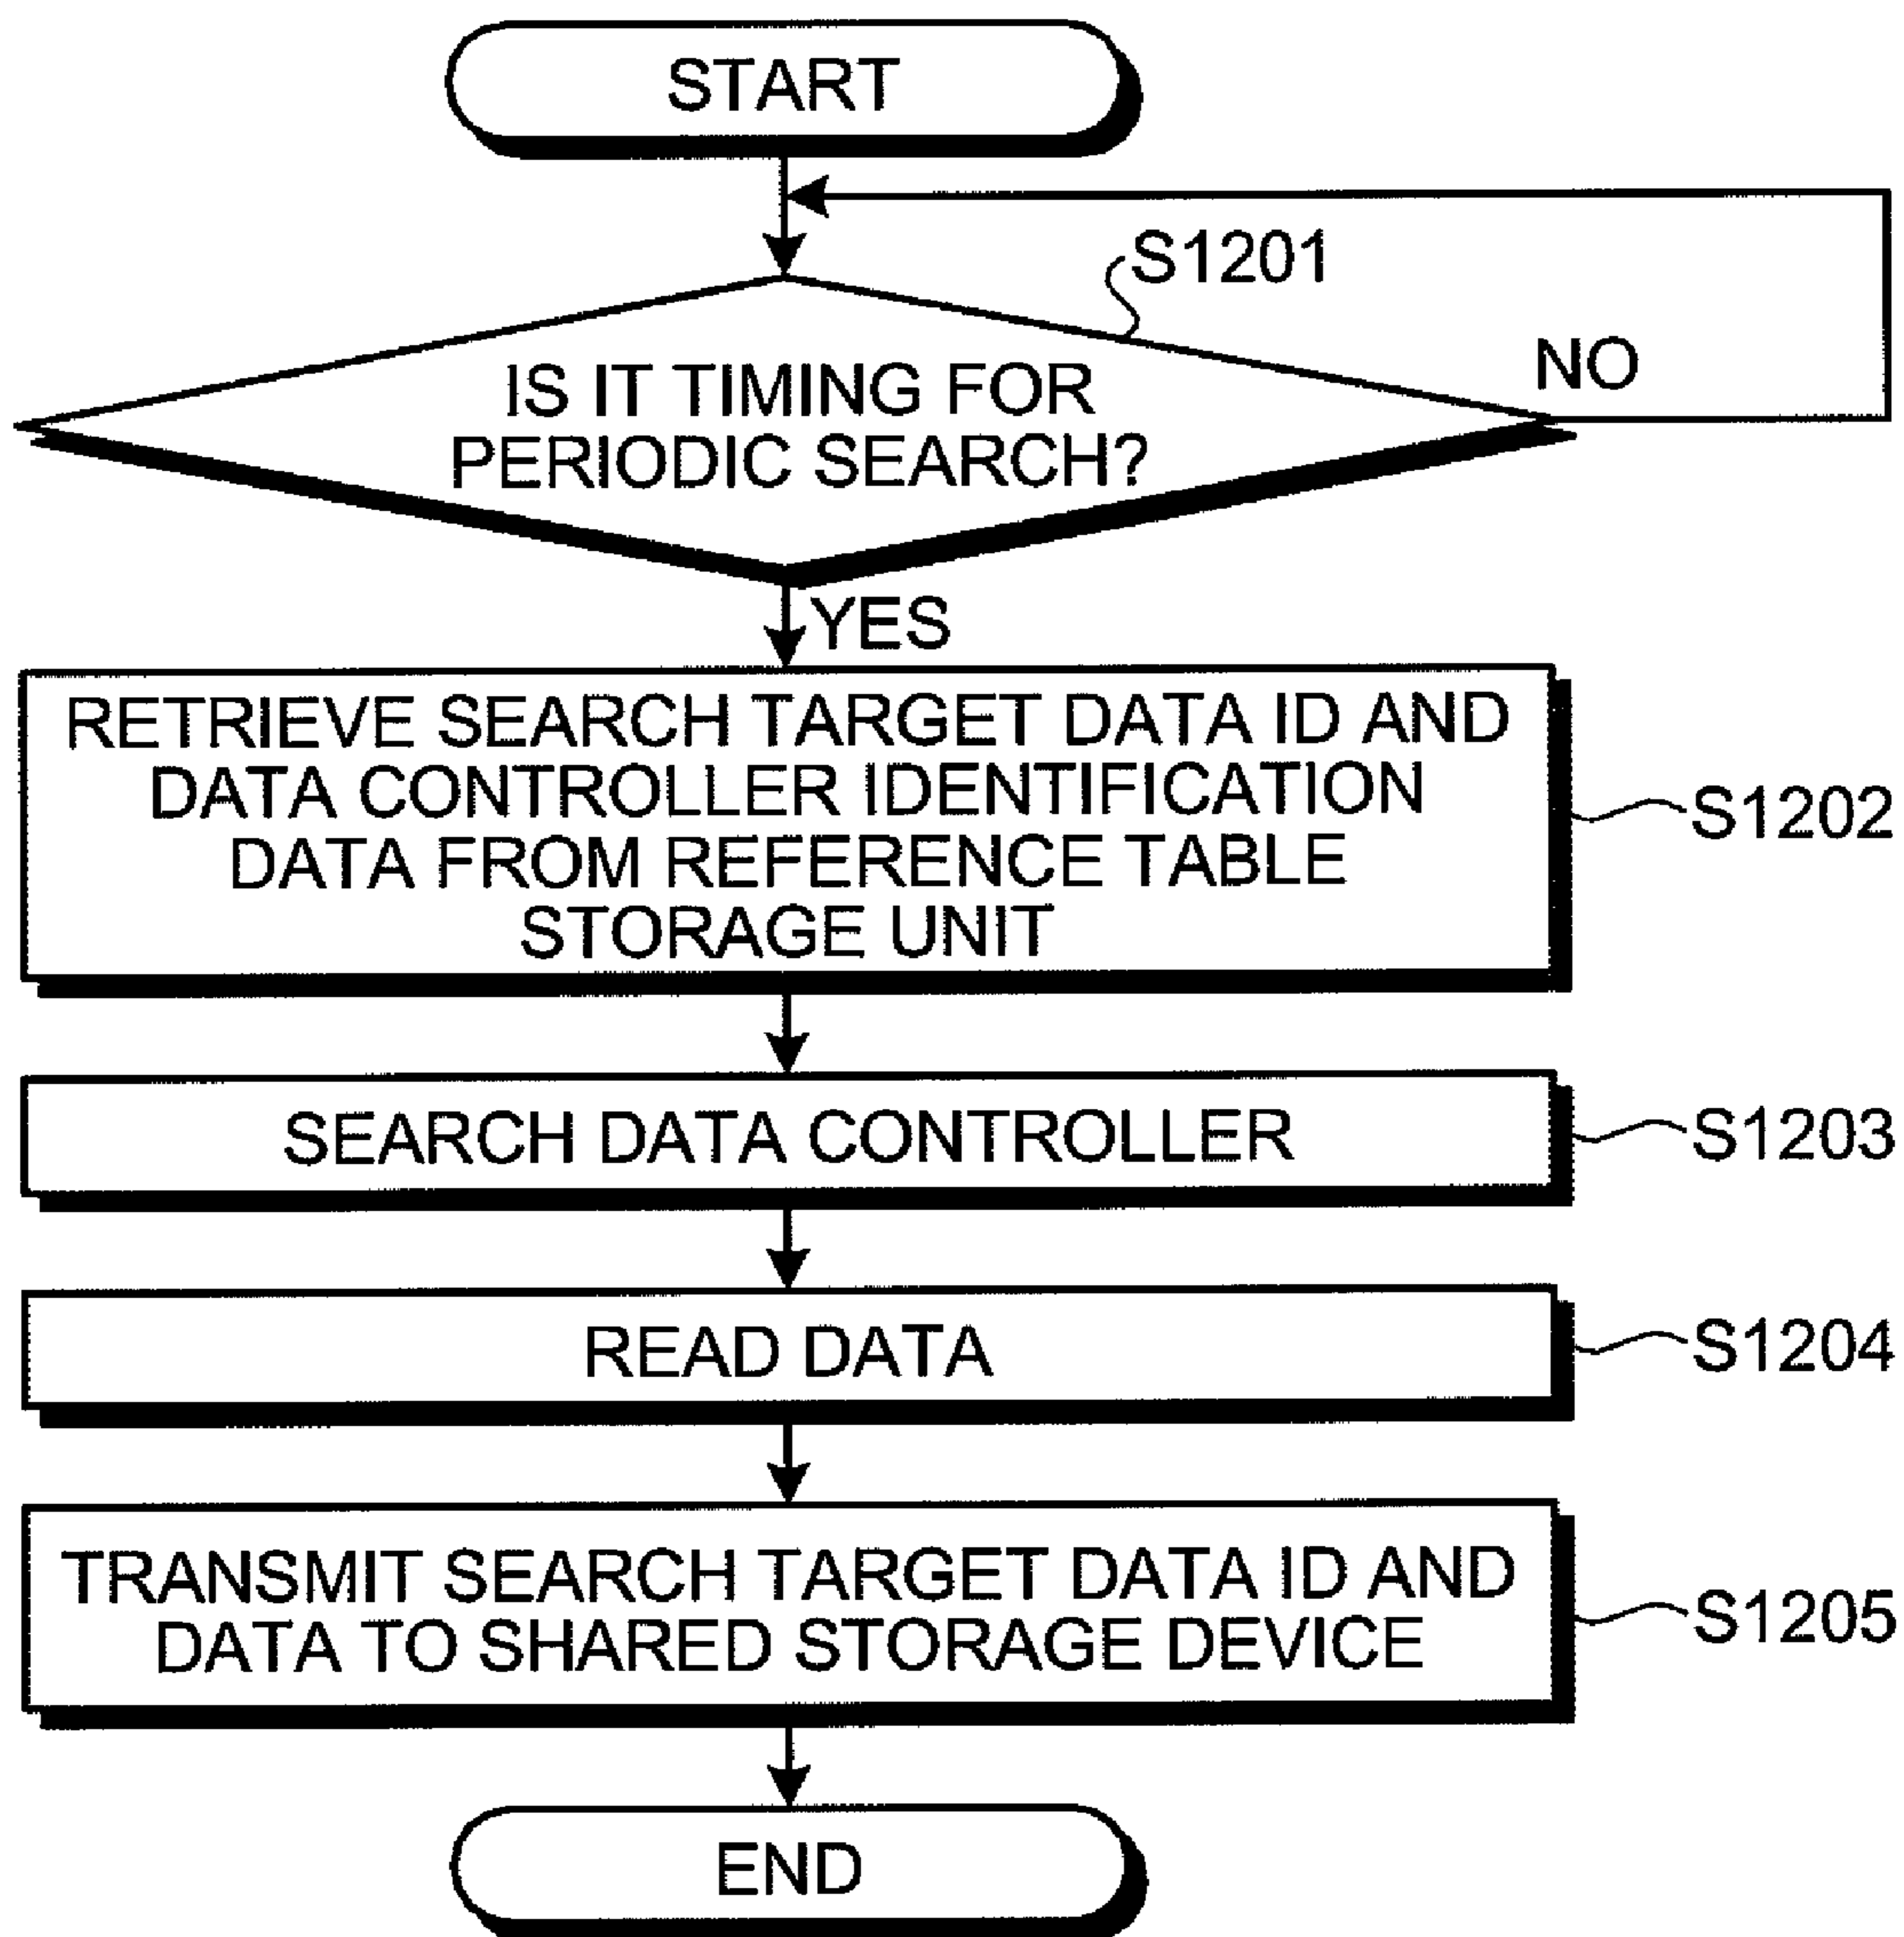 START
S1201
NO
IS IT TIMING FOR
PERIODIC SEARCH?
YES
RETRIEVE SEARCH TARGET DATA ID AND
DATA CONTROLLER IDENTIFICATION
DATA FROM REFERENCE TABLE
STORAGE UNIT
S1202
SEARCH DATA CONTROLLER
S1203
READ DATA
S1204
TRANSMIT SEARCH TARGET DATA ID AND
DATA TO SHARED STORAGE DEVICE
S1205
END